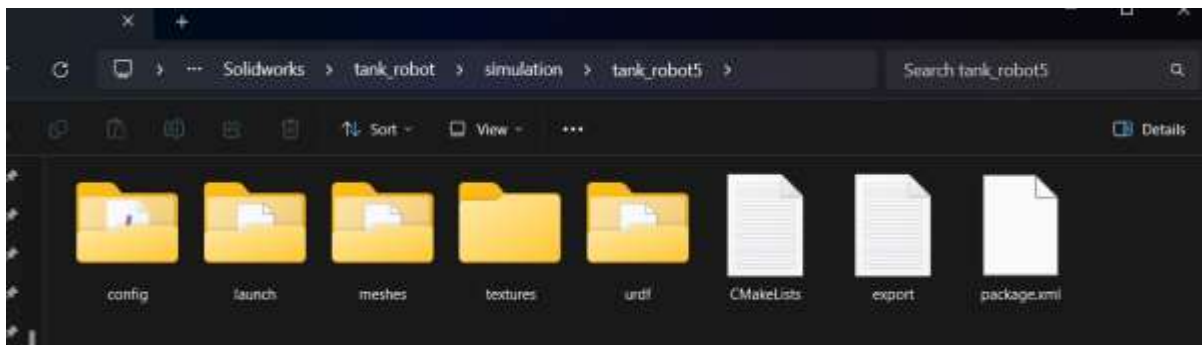 Solidworks > tank_robot > simulation > tank_robot5 >
Search tank_robot5
Sort
View
Details
config
launch
meshes
textures
urdf
CMakeLists
export
package.xml